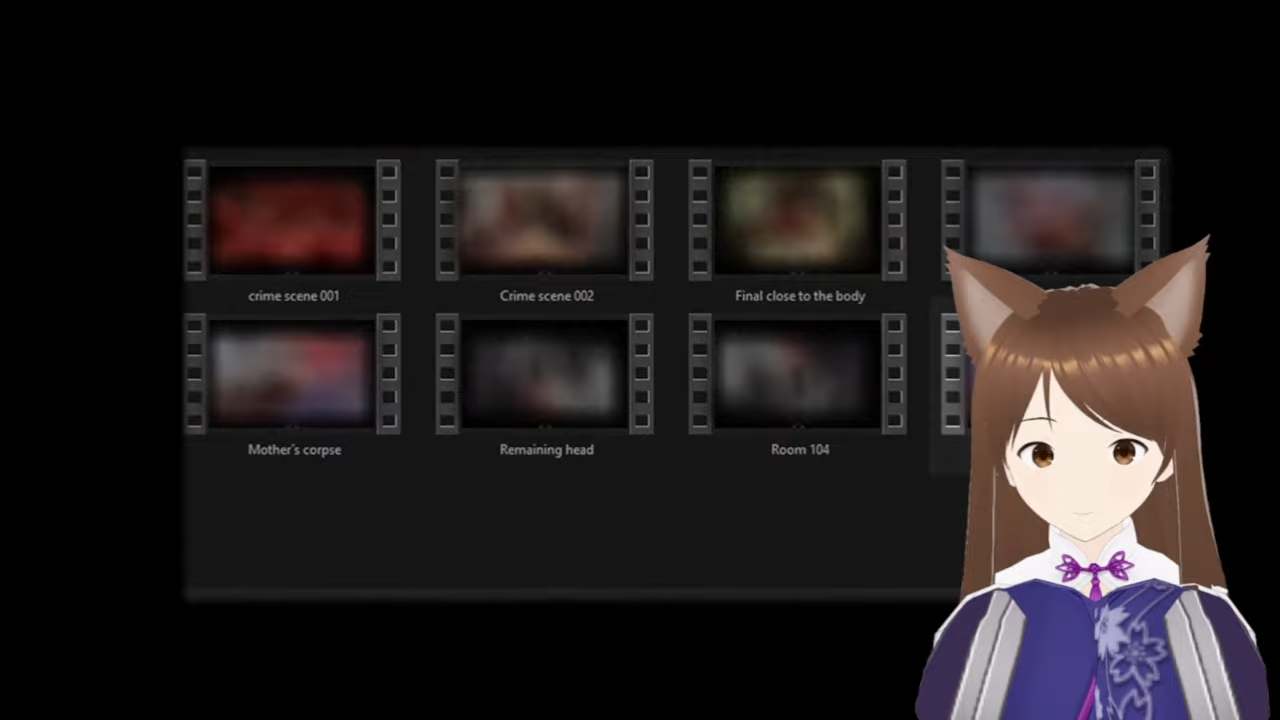 crime scene 001
Crime scene 002
Final close to the body
Mother's corpse
Remaining head
Room 104